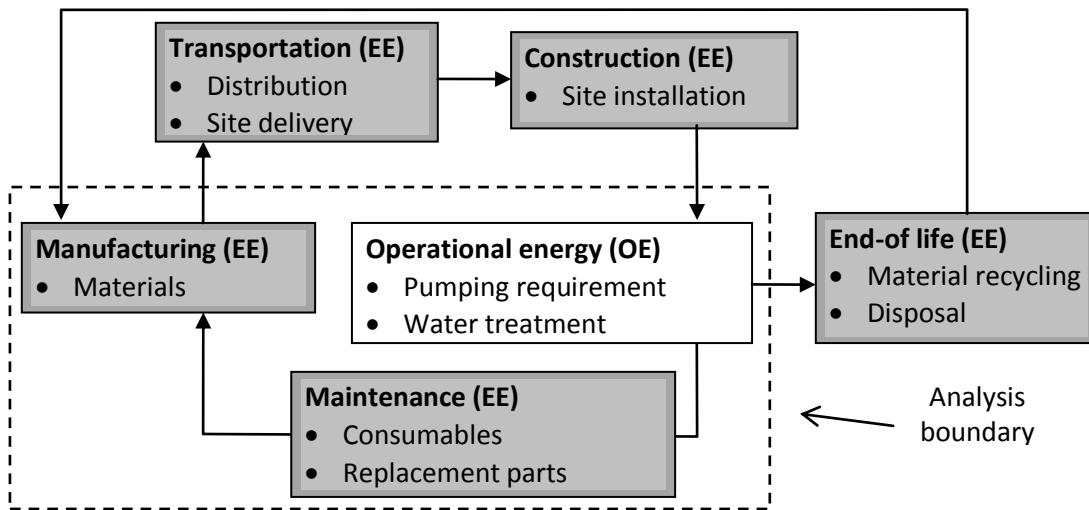 Transportation (EE)
• Distribution
• Site delivery
Construction (EE)
• Site installation
Manufacturing (EE)
• Materials
Operational energy (OE)
• Pumping requirement
• Water treatment
End-of life (EE)
• Material recycling
• Disposal
Maintenance (EE)
• Consumables
• Replacement parts
Analysis
boundary